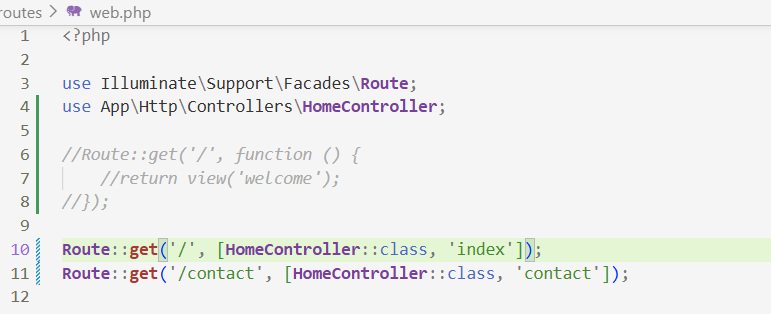 routes > web.php
1 <?php
2
3 use Illuminate\Support\Facades\Route;
4 use App\Http\Controllers\HomeController;
5
6 //Route::get('/', function () {
7     //return view('welcome');
8 //});
9
10 Route::get('/', [HomeController::class, 'index']);
11 Route::get('/contact', [HomeController::class, 'contact']);
12